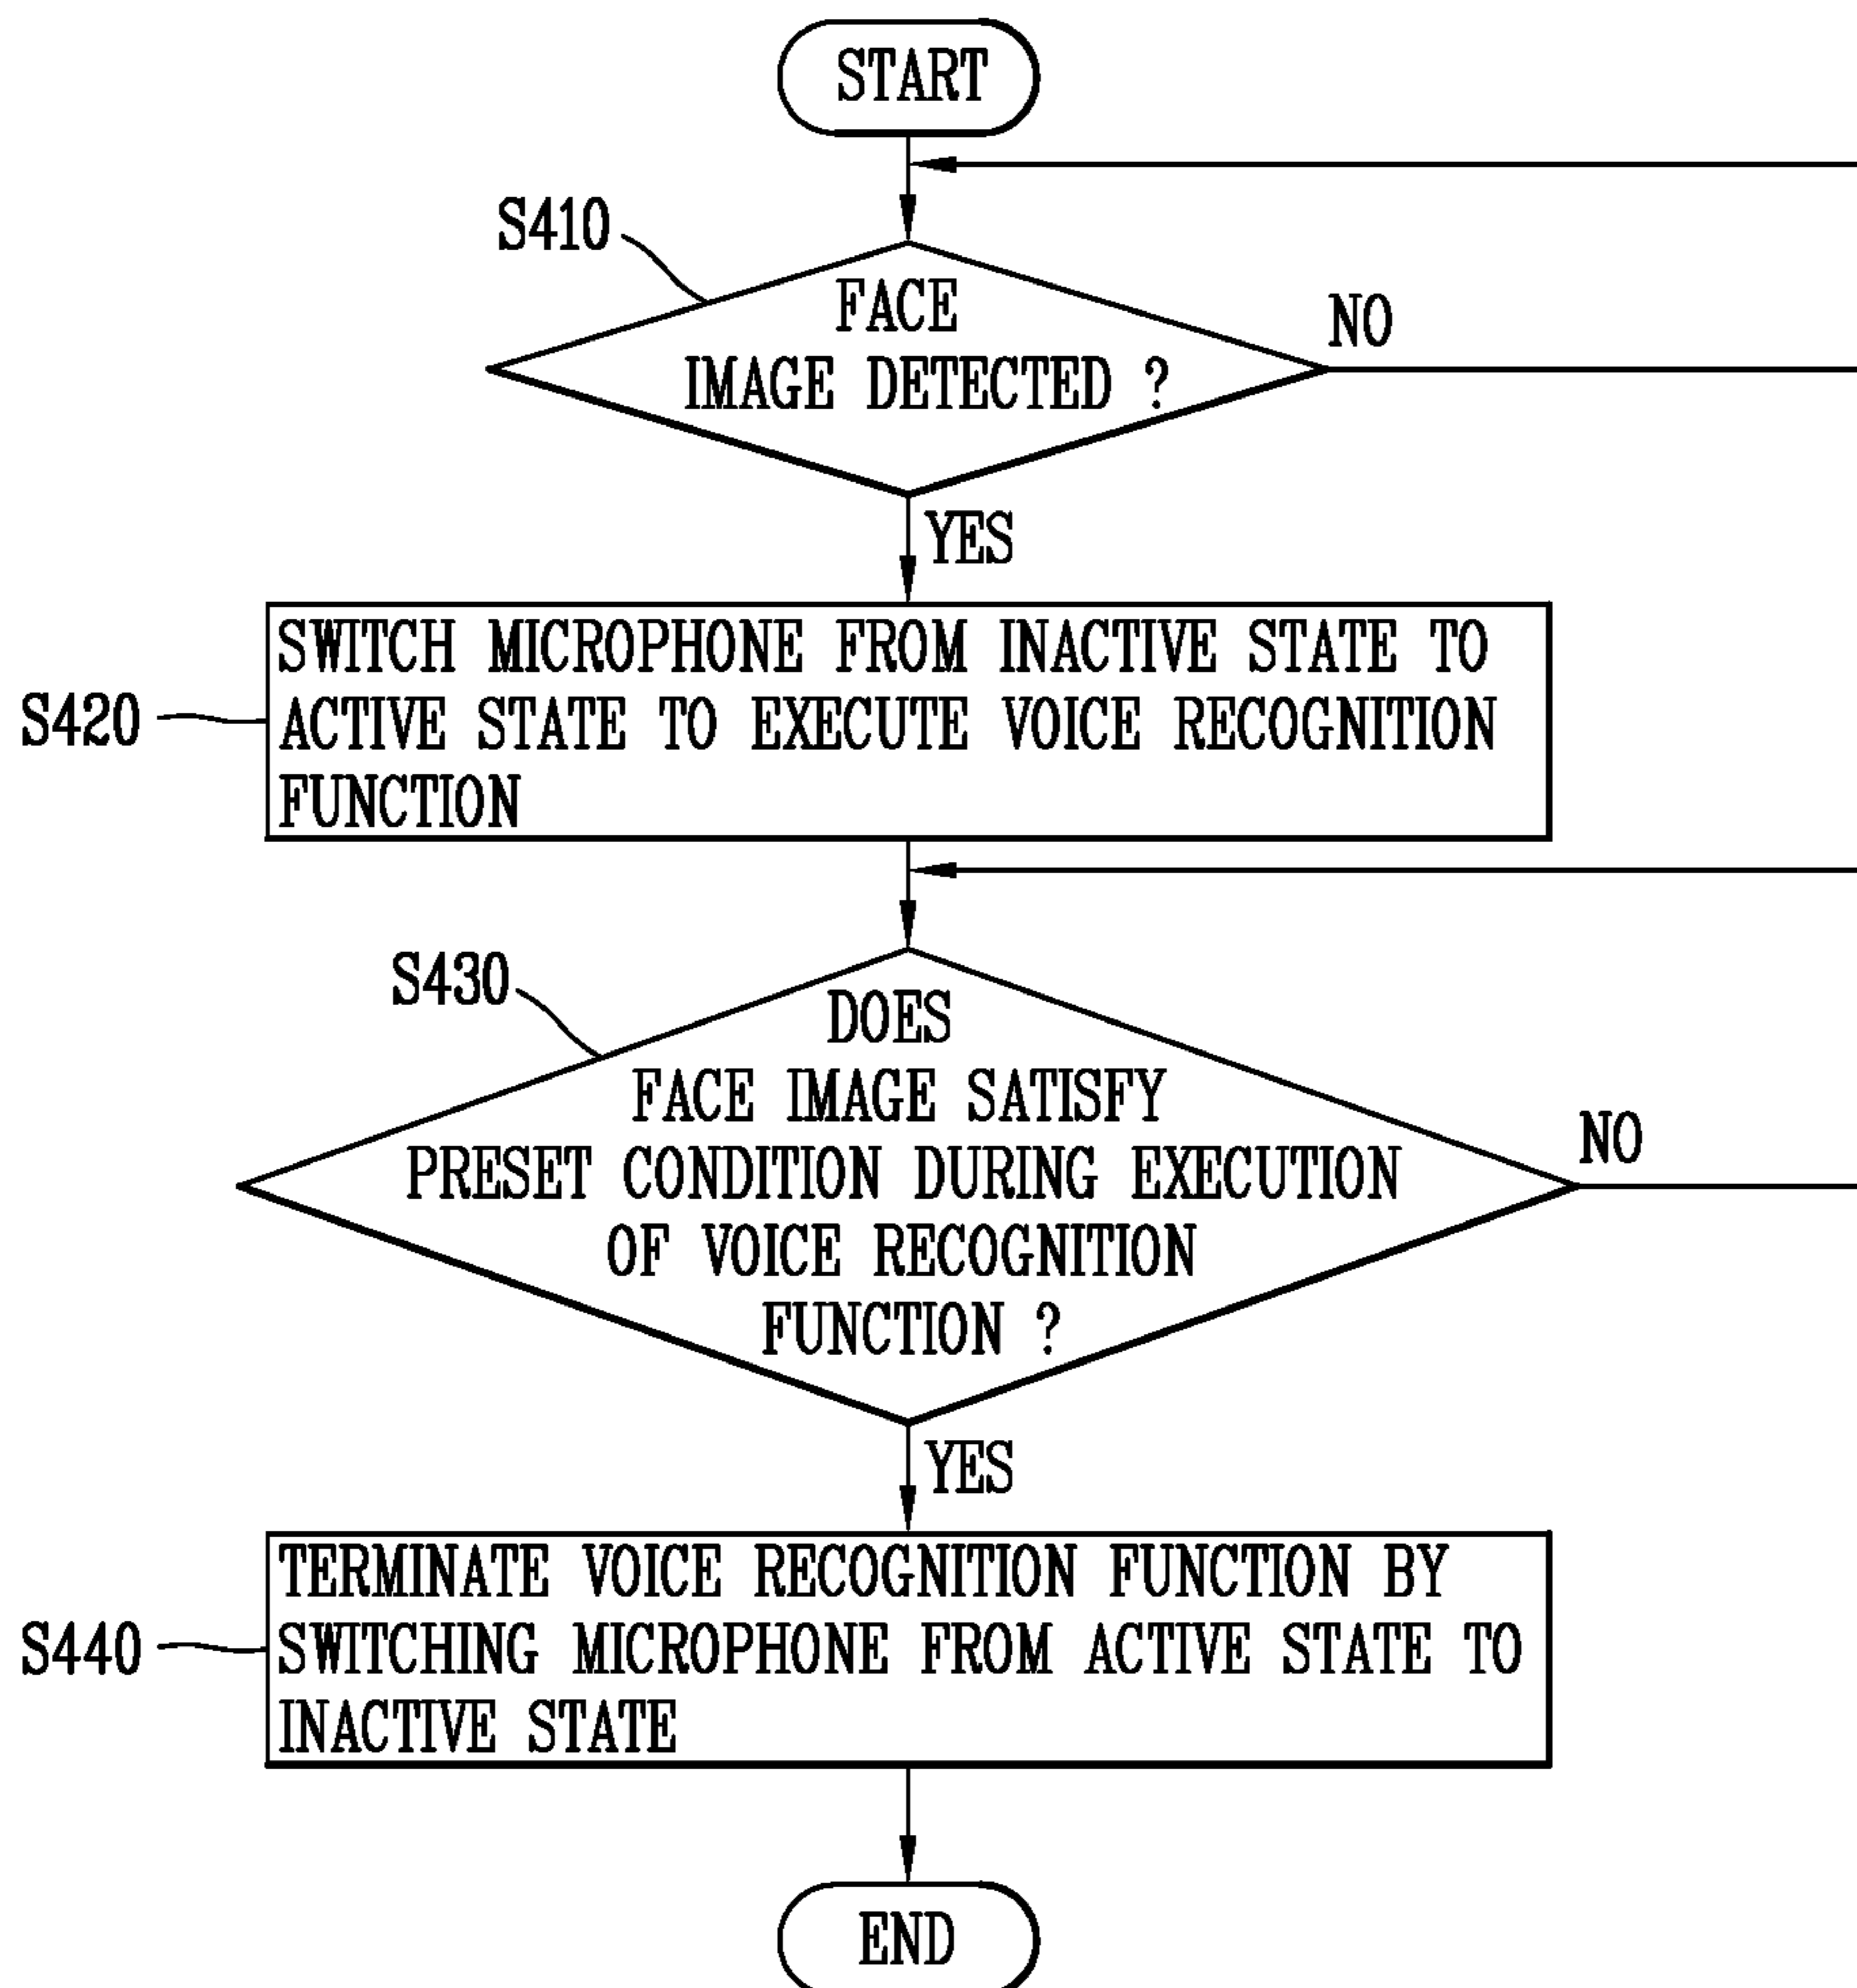 START
S410
FACE
IMAGE DETECTED ?
NO
YES
SWITCH MICROPHONE FROM INACTIVE STATE TO
ACTIVE STATE TO EXECUTE VOICE RECOGNITION
FUNCTION
S420
S430
DOES
FACE IMAGE SATISFY
PRESET CONDITION DURING EXECUTION
OF VOICE RECOGNITION
FUNCTION ?
NO
YES
TERMINATE VOICE RECOGNITION FUNCTION BY
SWITCHING MICROPHONE FROM ACTIVE STATE TO
INACTIVE STATE
S440
END